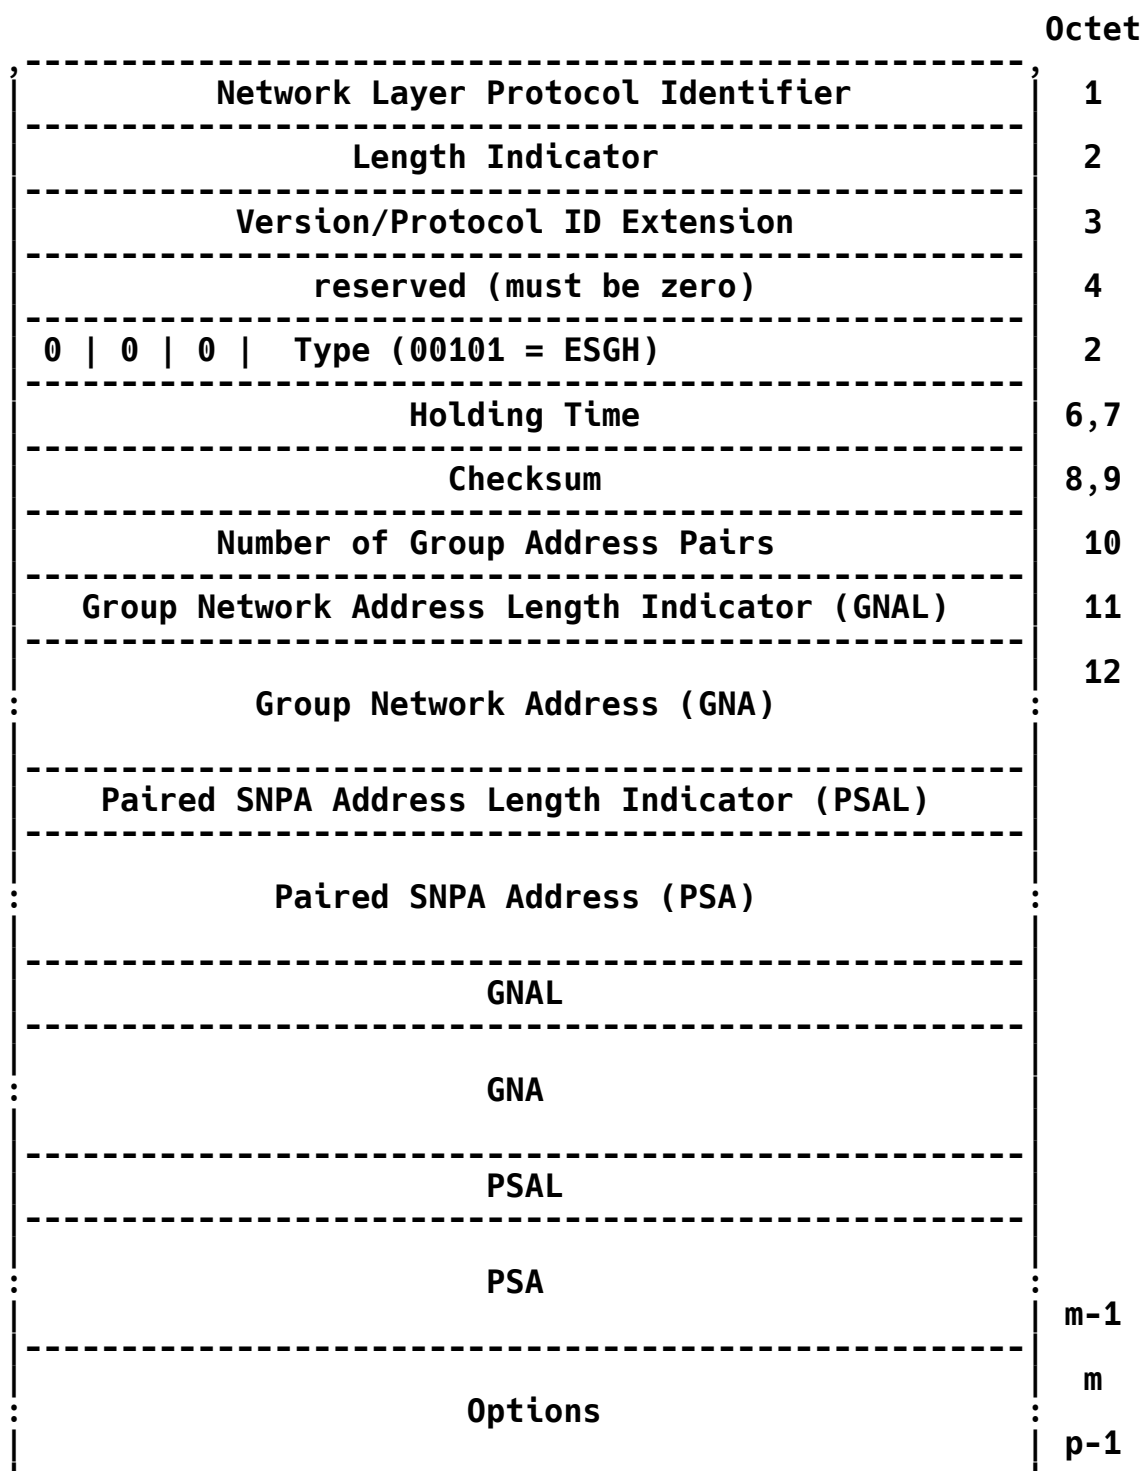 Octet
,----------------------------------------------------,
| Network Layer Protocol Identifier | 1
|----------------------------------------------------|
| Length Indicator | 2
|----------------------------------------------------|
| Version/Protocol ID Extension | 3
|----------------------------------------------------|
| reserved (must be zero) | 4
|----------------------------------------------------|
| 0 | 0 | 0 | Type (00101 = ESGH) | 2
|----------------------------------------------------|
| Holding Time | 6,7
|----------------------------------------------------|
| Checksum | 8,9
|----------------------------------------------------|
| Number of Group Address Pairs | 10
|----------------------------------------------------|
| Group Network Address Length Indicator (GNAL) | 11
|----------------------------------------------------|
| | 12
: Group Network Address (GNA) :
| |
|----------------------------------------------------|
| Paired SNPA Address Length Indicator (PSAL) |
|----------------------------------------------------|
| |
: Paired SNPA Address (PSA) :
| |
|----------------------------------------------------|
| GNAL |
|----------------------------------------------------|
| |
: GNA |
| |
|----------------------------------------------------|
| PSAL |
|----------------------------------------------------|
| |
: PSA :
| | m-1
|----------------------------------------------------|
| | m
: Options :
| | p-1